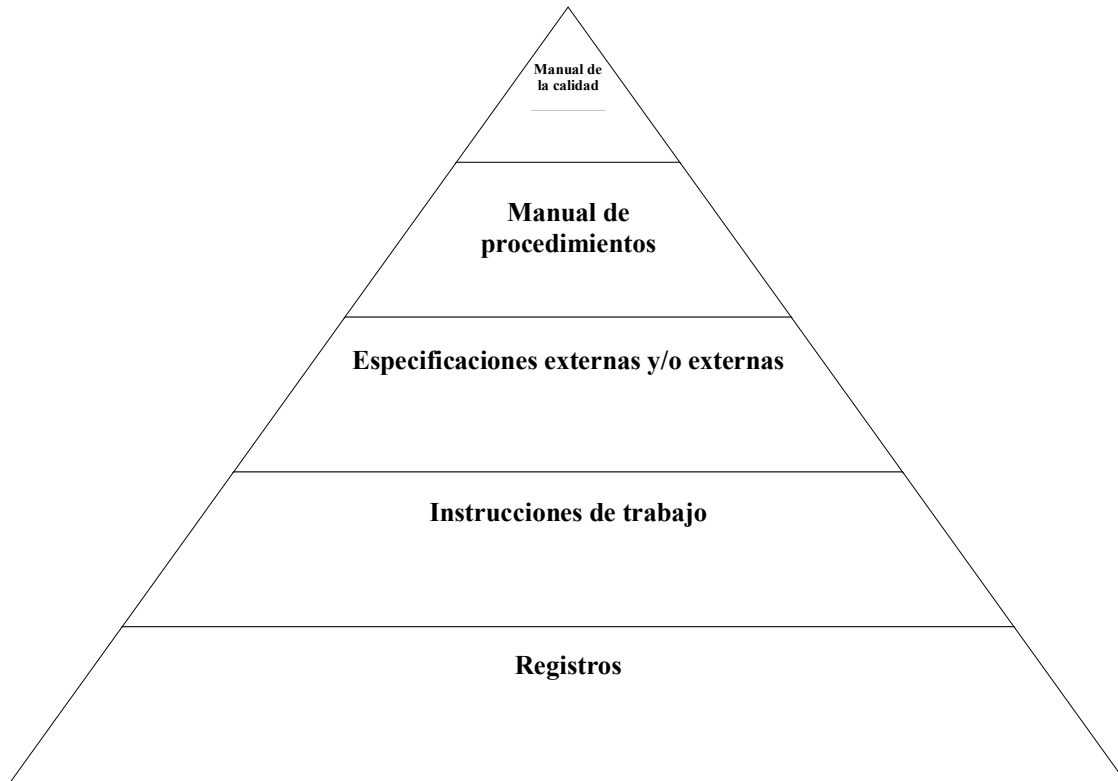 Manual de
la calidad
Manual de
procedimientos
Especificaciones externas y/o externas
Instrucciones de trabajo
Registros